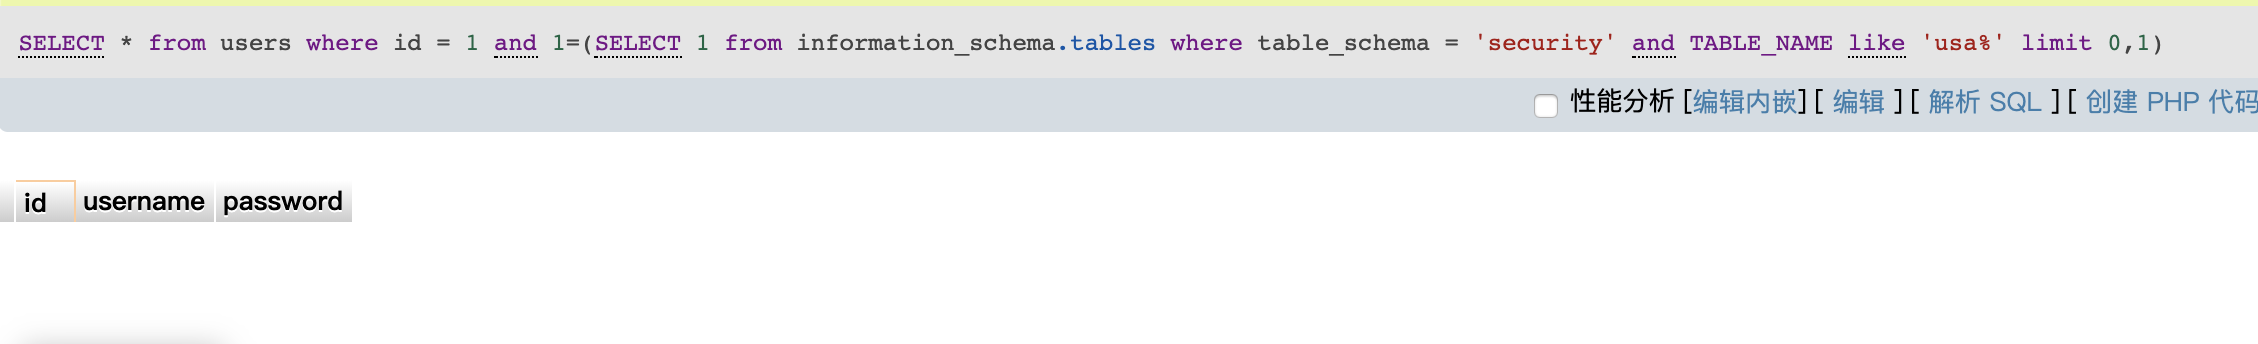 SELECT * from users where id = 1 and 1=(SELECT 1 from information_schema.tables where table_schema = 'security' and TABLE_NAME like 'usa%' limit 0,1)
性能分析 [编辑内嵌] [ 编辑 ] [ 解析 SQL ] [ 创建 PHP 代码
id username password